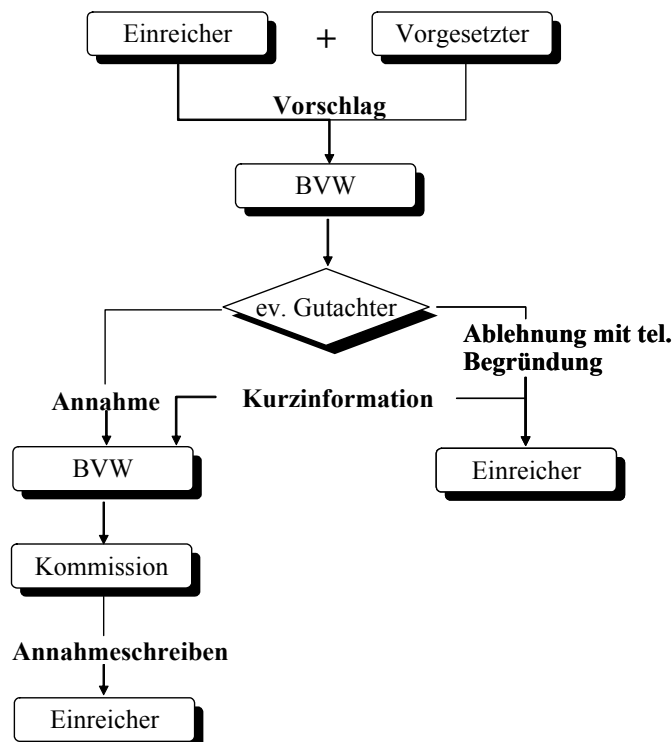 Einreicher + Vorgesetzter
Vorschlag
BVW
ev. Gutachter
Ablehnung mit tel.
Begründung
Annahme
Kurzinformation
BVW
Einreicher
Kommission
Annahmeschreiben
Einreicher